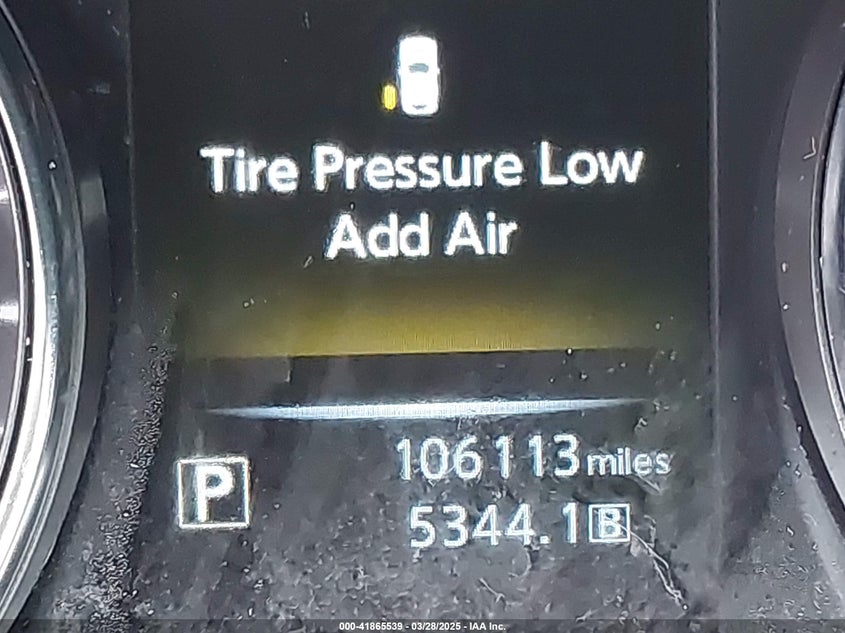 Tire Pressure Low
Add Air
106113 miles
P
5344.1 B
000-41865539 - 03/28/2025 - IAA Inc.